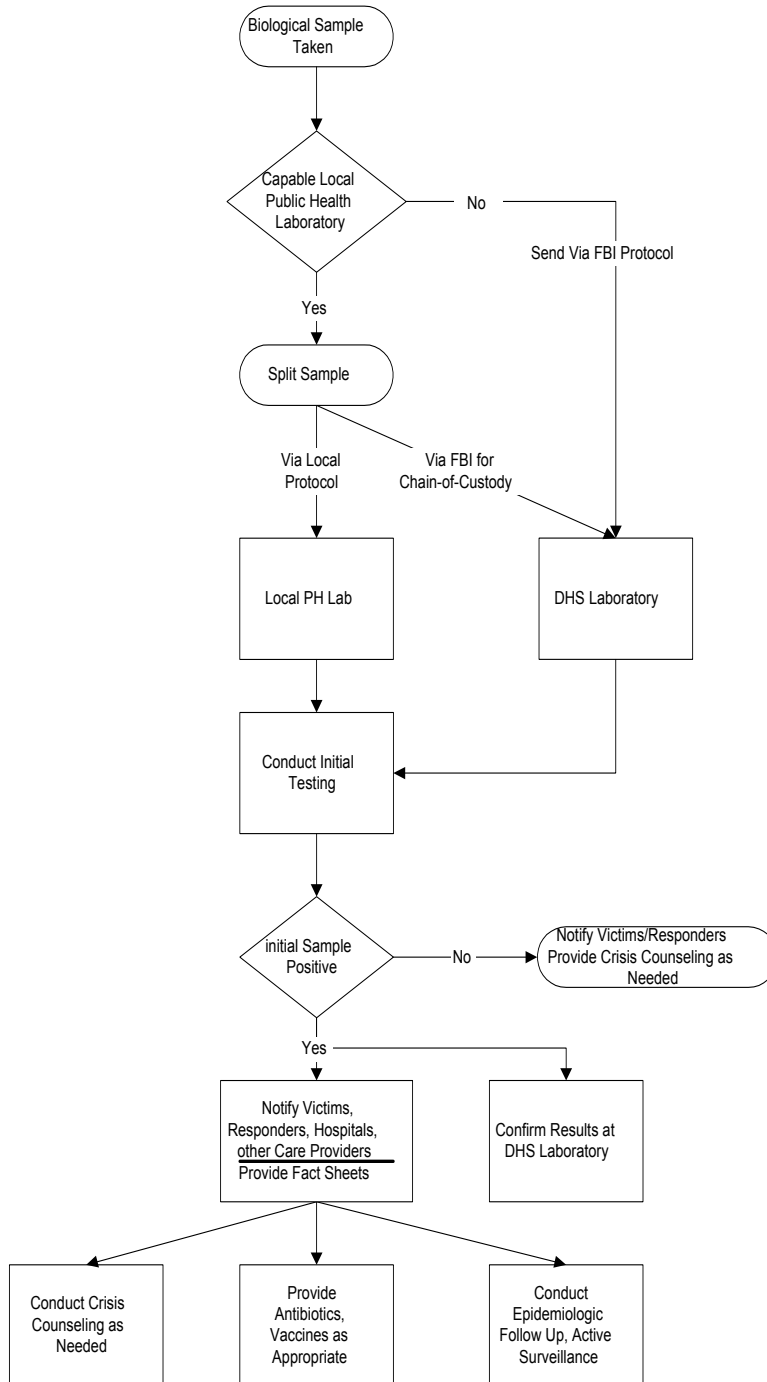 Biological Sample
Taken
Capable Local
Public Health
Laboratory
No
Send Via FBI Protocol
Yes
Split Sample
Via Local
Protocol
Via FBI for
Chain-of-Custody
Local PH Lab
DHS Laboratory
Conduct Initial
Testing
initial Sample
Positive
No
Notify Victims/Responders
Provide Crisis Counseling as
Needed
Yes
Notify Victims,
Responders, Hospitals,
other Care Providers
Provide Fact Sheets
Confirm Results at
DHS Laboratory
Conduct Crisis
Counseling as
Needed
Provide
Antibiotics,
Vaccines as
Appropriate
Conduct
Epidemiologic
Follow Up, Active
Surveillance